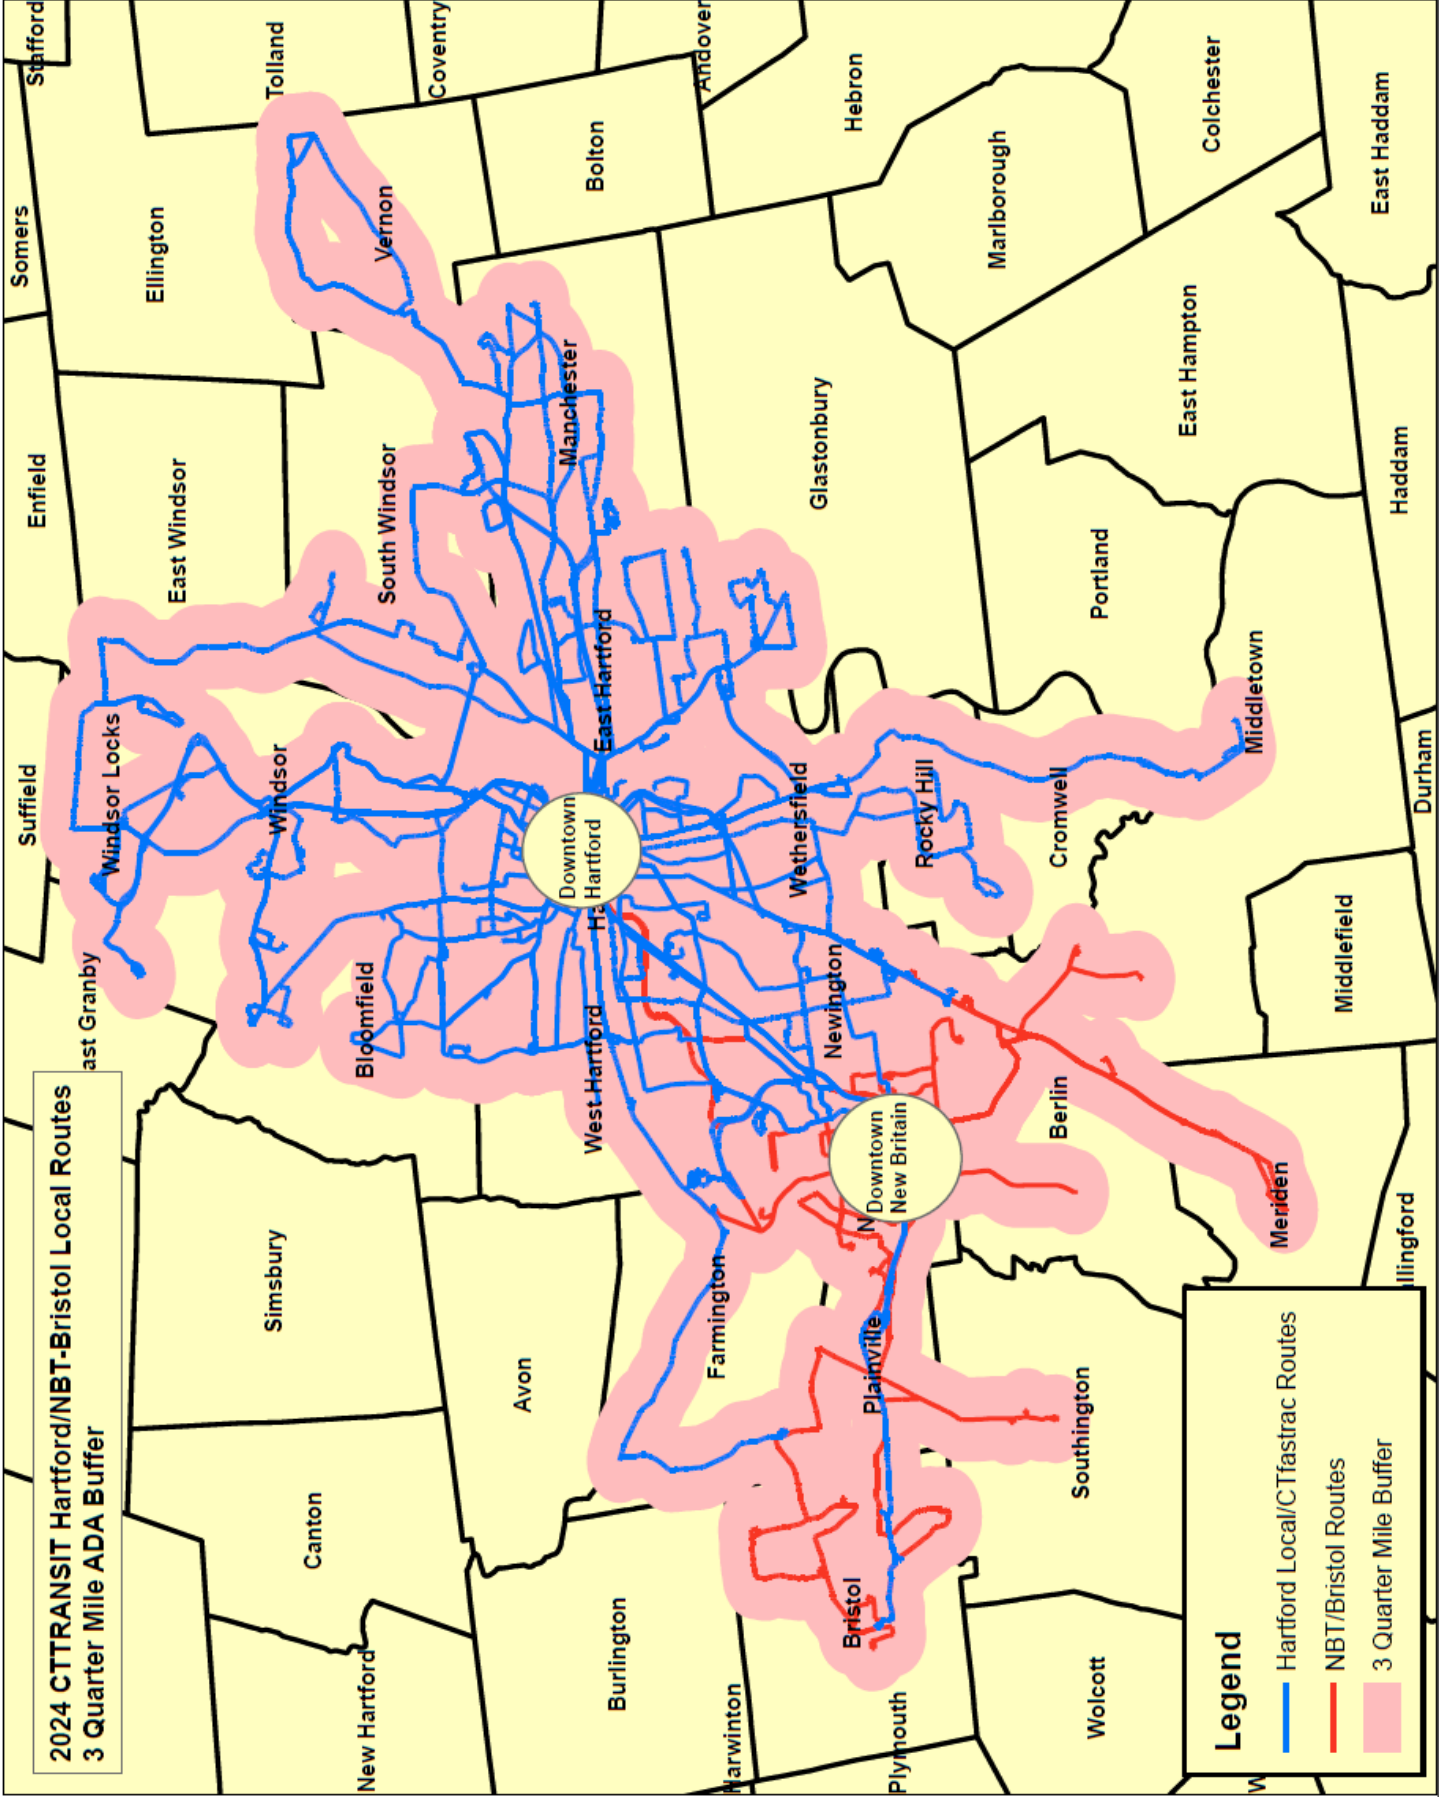 2024 CTTRANSIT Hartford/NBT-Bristol Local Routes
3 Quarter Mile ADA Buffer
Suffield
Enfield
Somers
Stafford
ast Granby
Windsor Locks
East Windsor
Ellington
Tolland
Canton
Simsbury
Windsor
New Hartford
Bloomfield
South Windsor
Vernon
Coventry
Avon
Burlington
West Hartford
Downtown
Hartford
Ha
East Hartford
Manchester
Bolton
Andover
Harwinton
Farmington
Wethersfield
Glastonbury
Hebron
Bristol
Plainville
N
Downtown
New Britain
Newington
Plymouth
Rocky Hill
Marlborough
Wolcott
Southington
Berlin
Cromwell
Portland
East Hampton
Colchester
Meriden
Middletown
Middlefield
W
llingford
Durham
Haddam
East Haddam
Legend
Hartford Local/CTfastrac Routes
NBT/Bristol Routes
3 Quarter Mile Buffer